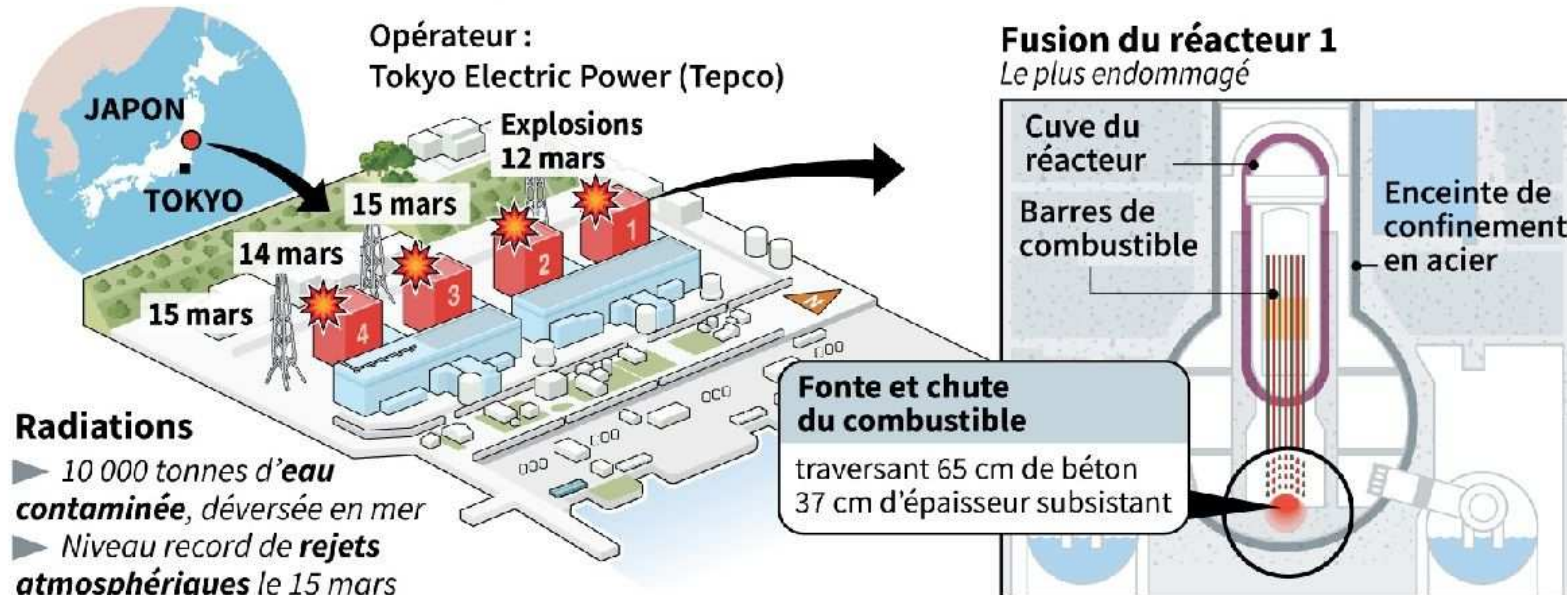 JAPON
TOKYO
Opérateur :
Tokyo Electric Power (Tepco)
Explosions
12 mars
15 mars
14 mars
15 mars
1
2
3
4
N
Radiations
10 000 tonnes d'eau
contaminée, déversée en mer
Niveau record de rejets
atmosphériques le 15 mars
Fusion du réacteur 1
Le plus endommagé
Cuve du
réacteur
Barres de
combustible
Enceinte de
confinement
en acier
Fonte et chute
du combustible
traversant 65 cm de béton
37 cm d'épaisseur subsistant